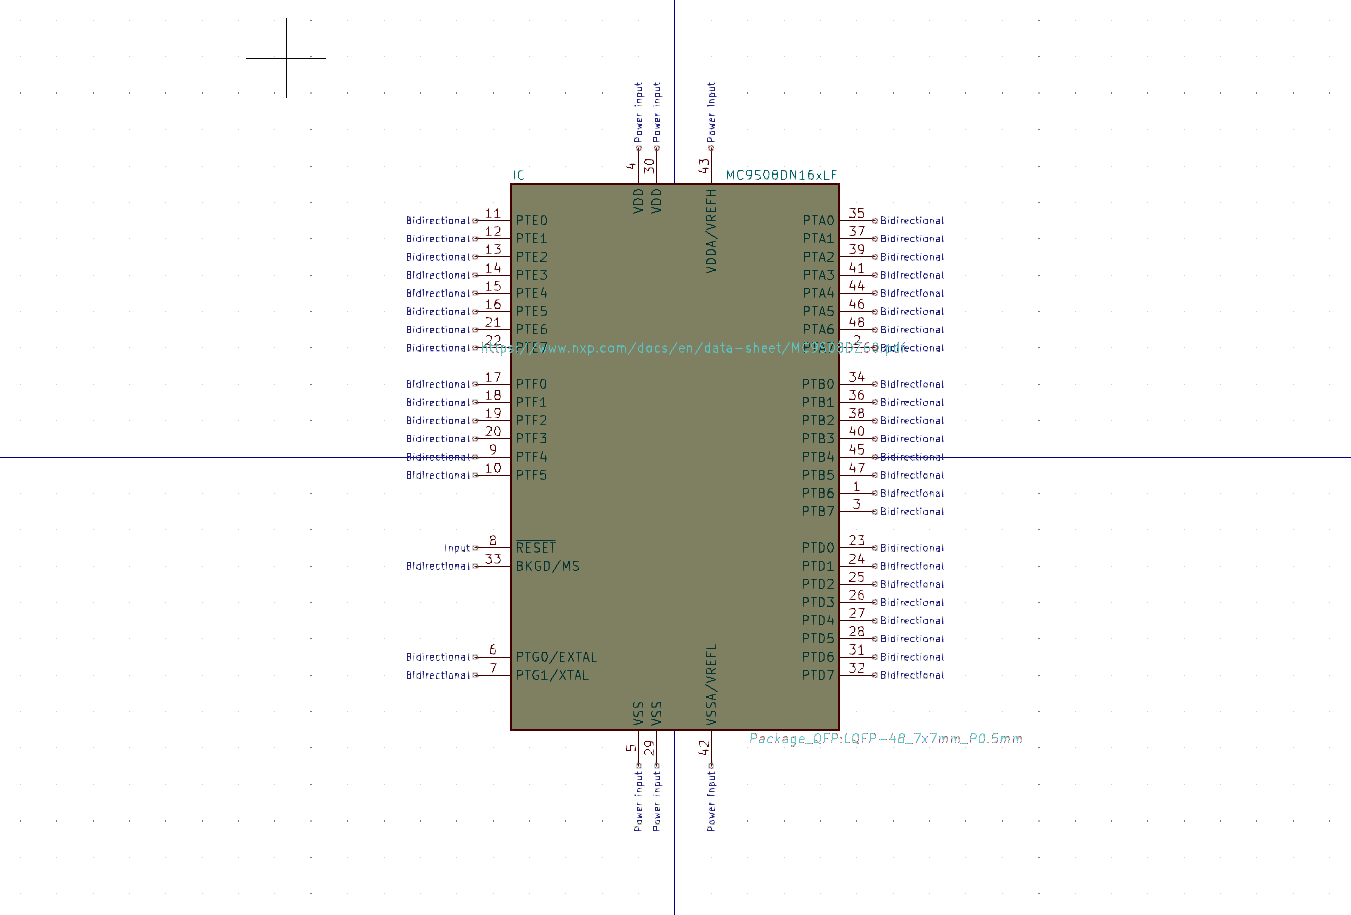 Power input
Power input
Power input
4
30
43
IC
MC9S08DN16xLF
VDD
VDD
VDDA/VREFH
Bidirectional 11 PTE0
PTA0 35 Bidirectional
Bidirectional 12 PTE1
PTA1 37 Bidirectional
Bidirectional 13 PTE2
PTA2 39 Bidirectional
Bidirectional 14 PTE3
PTA3 41 Bidirectional
Bidirectional 15 PTE4
PTA4 44 Bidirectional
Bidirectional 16 PTE5
PTA5 46 Bidirectional
Bidirectional 21 PTE6
PTA6 48 Bidirectional
Bidirectional 22 PTE7
https://www.nxp.com/docs/en/data-sheet/MC9S08DZ60.pdf
PTA7 2 Bidirectional
Bidirectional 17 PTF0
PTB0 34 Bidirectional
Bidirectional 18 PTF1
PTB1 36 Bidirectional
Bidirectional 19 PTF2
PTB2 38 Bidirectional
Bidirectional 20 PTF3
PTB3 40 Bidirectional
Bidirectional 9 PTF4
PTB4 45 Bidirectional
Bidirectional 10 PTF5
PTB5 47 Bidirectional
PTB6 1 Bidirectional
PTB7 3 Bidirectional
Input 8 RESET
PTD0 23 Bidirectional
Bidirectional 33 BKGD/MS
PTD1 24 Bidirectional
PTD2 25 Bidirectional
PTD3 26 Bidirectional
PTD4 27 Bidirectional
PTD5 28 Bidirectional
Bidirectional 6 PTG0/EXTAL
PTD6 31 Bidirectional
Bidirectional 7 PTG1/XTAL
PTD7 32 Bidirectional
VSS
VSS
VSSA/VREFL
Package_QFP:LQFP-48_7x7mm_P0.5mm
5
29
42
Power input
Power input
Power input